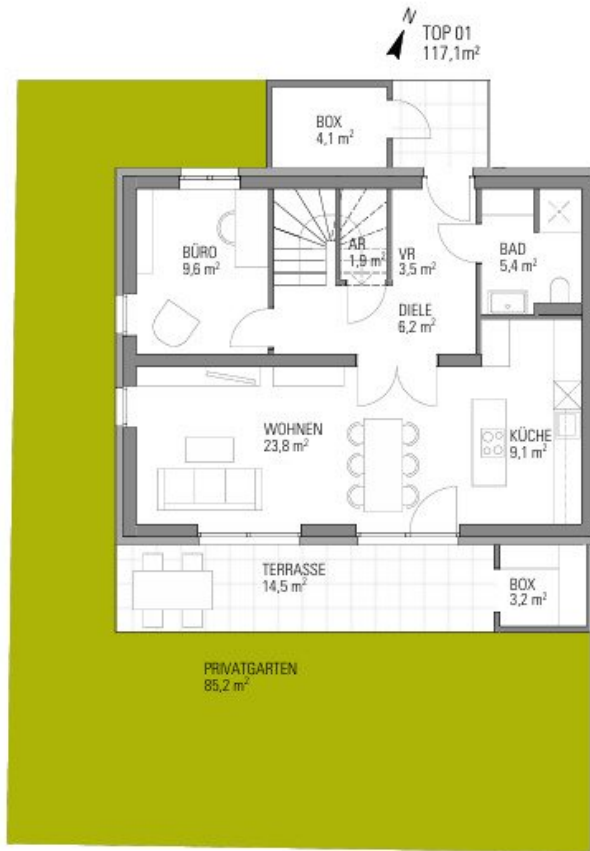 N
TOP 01
117,1m²
BOX
4,1 m²
BÜRO
9,6 m²
AR
1,9 m²
VR
3,5 m²
BAD
5,4 m²
DIELE
6,2 m²
WOHNEN
23,8 m²
KÜCHE
9,1 m²
TERRASSE
14,5 m²
BOX
3,2 m²
PRIVATGARTEN
85,2 m²